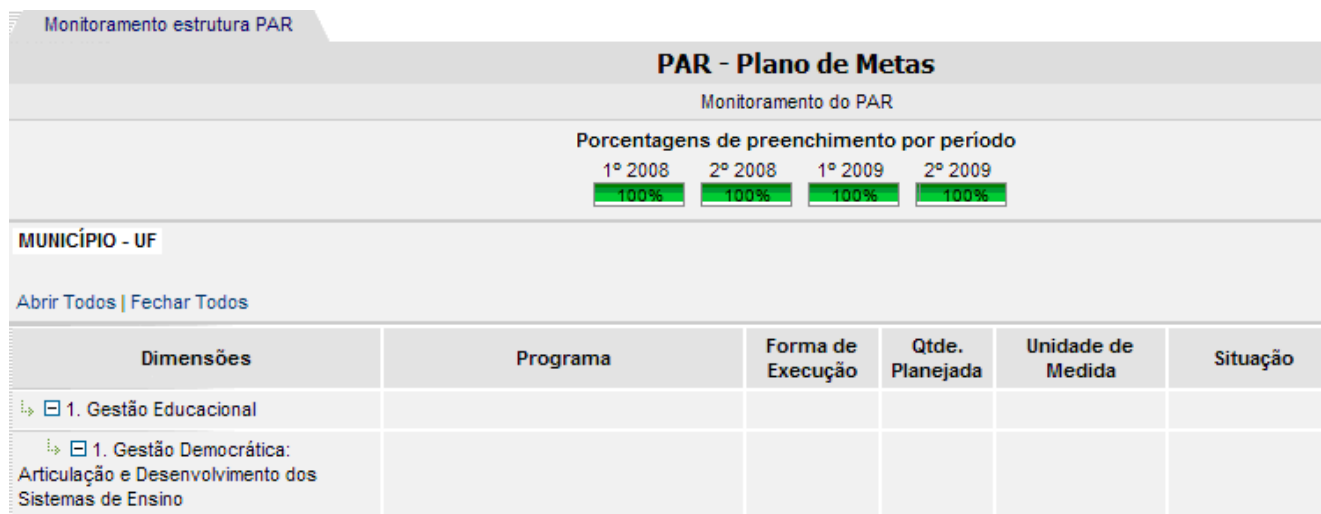 Monitoramento estrutura PAR
PAR - Plano de Metas
Monitoramento do PAR
Porcentagens de preenchimento por período
1º 2008 2º 2008 1º 2009 2º 2009
100% 100% 100% 100%
MUNICÍPIO - UF
Abrir Todos | Fechar Todos
Dimensões Programa Forma de Execução Qtde. Planejada Unidade de Medida Situação
1. Gestão Educacional
1. Gestão Democrática:
Articulação e Desenvolvimento dos
Sistemas de Ensino